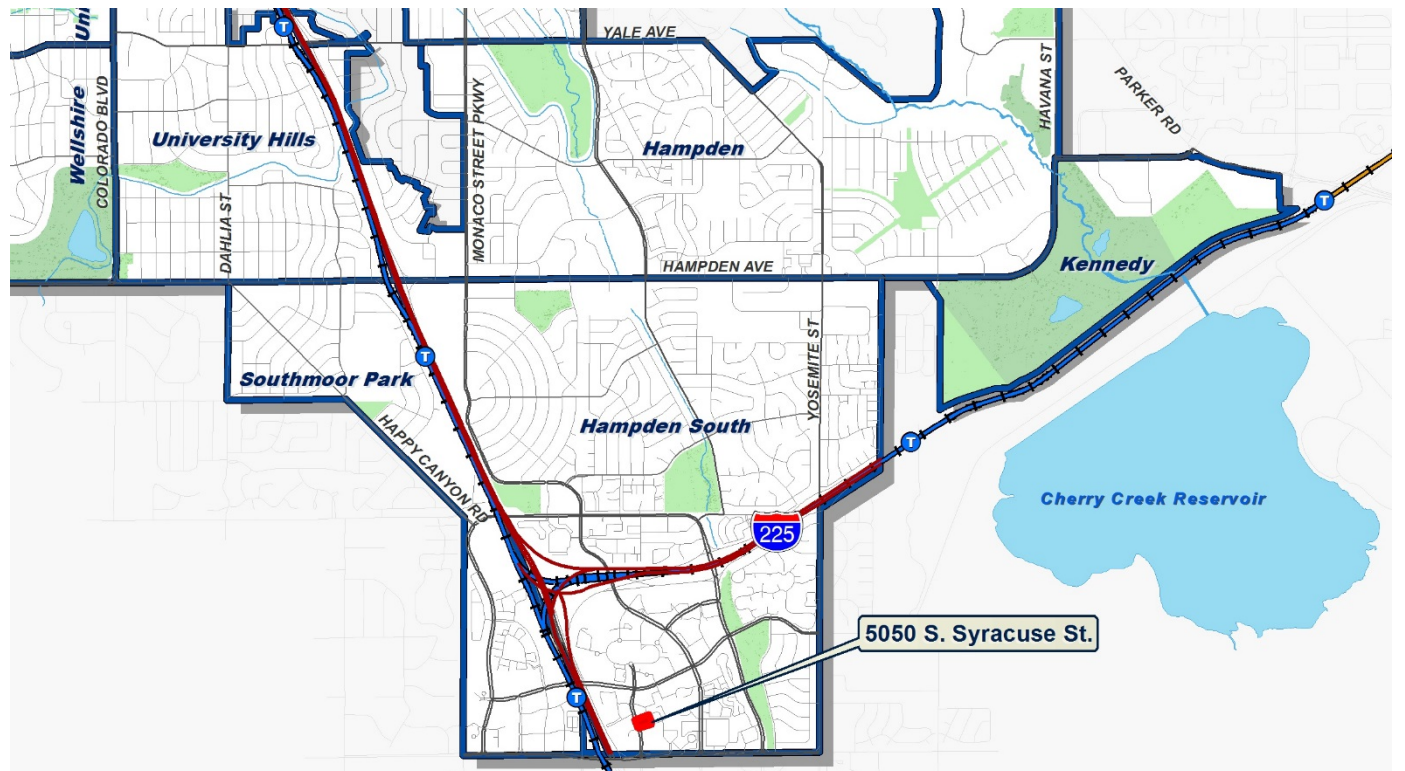 Uni
YALE AVE
HAVANA ST
PARKER RD
Wellshire
COLORADO BLVD
University Hills
MONACO STREET PKWY
Hampden
DAHLIA ST
HAMPDEN AVE
Kennedy
T
T
T
Southmoor Park
YOSEMITE ST
HAPPY CANYON RD
Hampden South
T
Cherry Creek Reservoir
225
5050 S. Syracuse St.
T